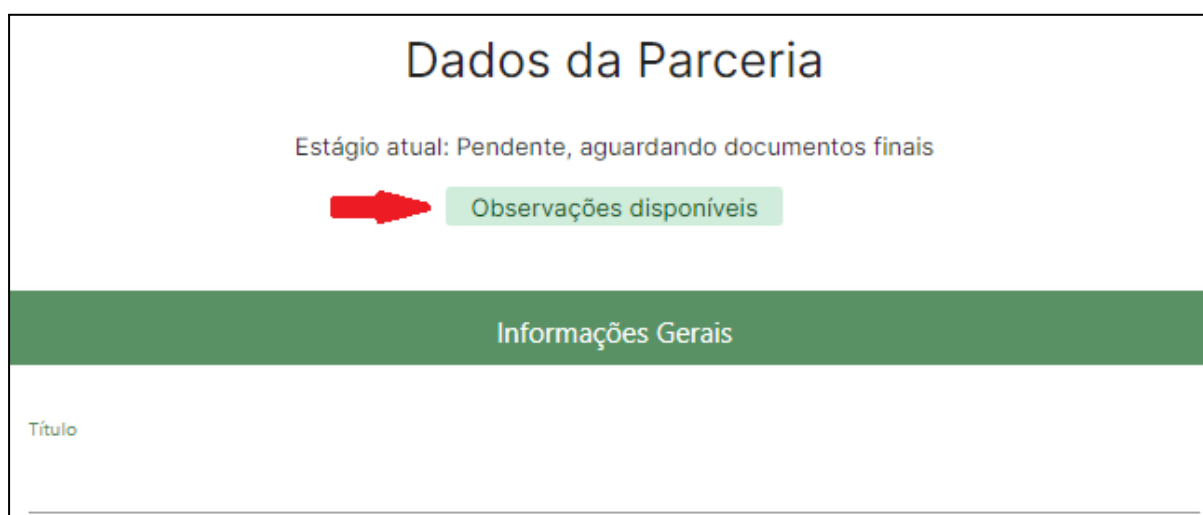 Dados da Parceria
Estágio atual: Pendente, aguardando documentos finais
Observações disponíveis
Informações Gerais
Título